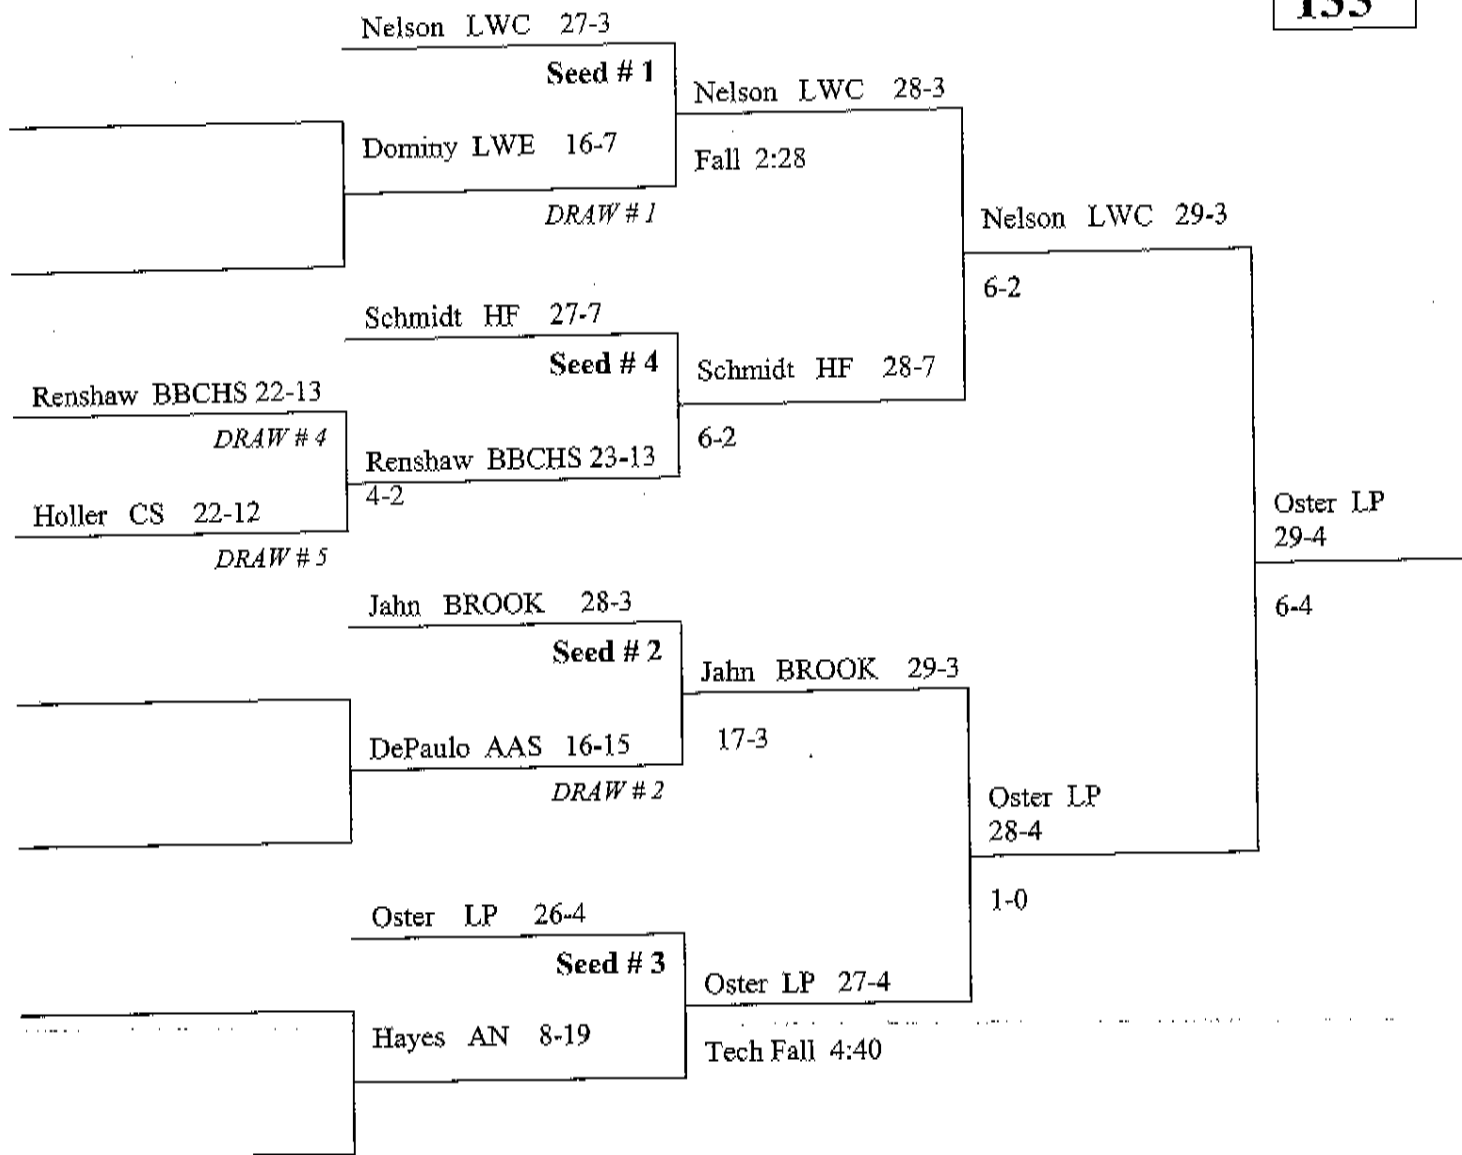 Nelson LWC 27-3
Seed # 1
Nelson LWC 28-3
Dominy LWE 16-7
Fall 2:28
DRAW # 1
Nelson LWC 29-3
6-2
Schmidt HF 27-7
Seed # 4
Schmidt HF 28-7
Renshaw BBCHS 22-13
DRAW # 4
6-2
Renshaw BBCHS 23-13
4-2
Holler CS 22-12
DRAW # 5
Oster LP
29-4
6-4
Jahn BROOK 28-3
Seed # 2
Jahn BROOK 29-3
DePaulo AAS 16-15
17-3
DRAW # 2
Oster LP
28-4
1-0
Oster LP 26-4
Seed # 3
Oster LP 27-4
Hayes AN 8-19
Tech Fall 4:40